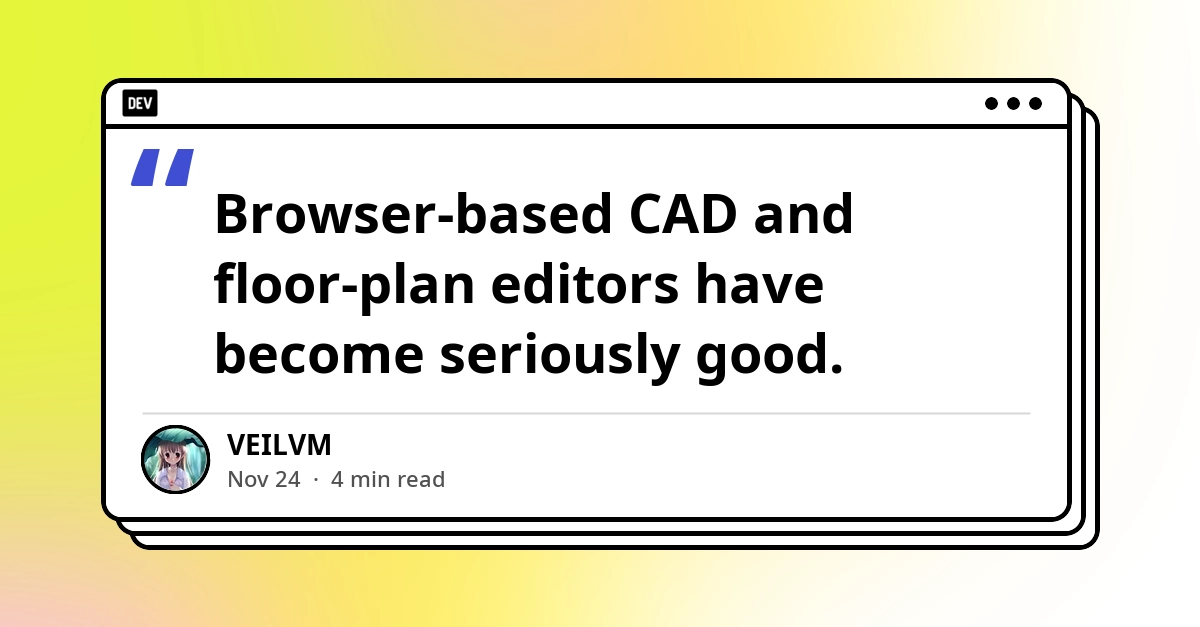 DEV
“
Browser-based CAD and
floor-plan editors have
become seriously good.
VEILVM
Nov 24 · 4 min read